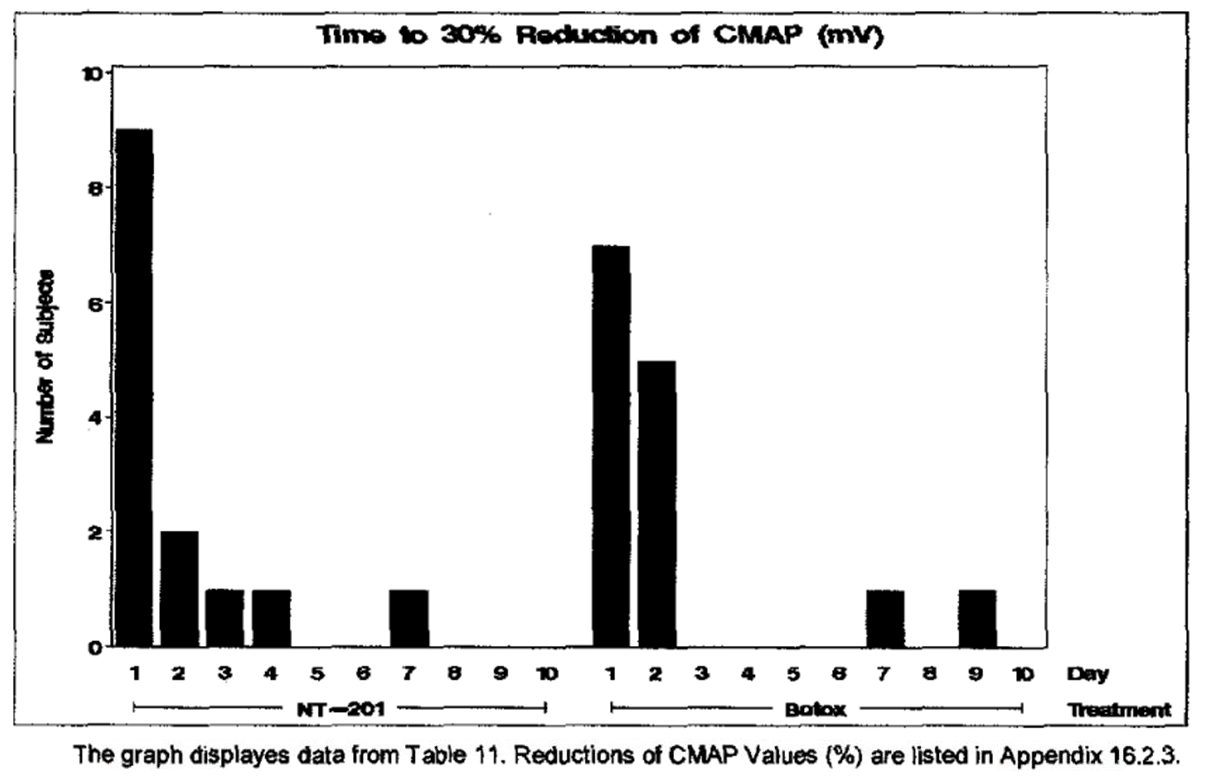 Time to 30% Reduction of CMAP (mV)
Number of Subjects
10
8
6
4
2
0
1 2 3 4 5 6 7 8 9 10 1 2 3 4 5 6 7 8 9 10 Day
NT-201 Botox Treatment
The graph displayes data from Table 11. Reductions of CMAP Values (%) are listed in Appendix 16.2.3.